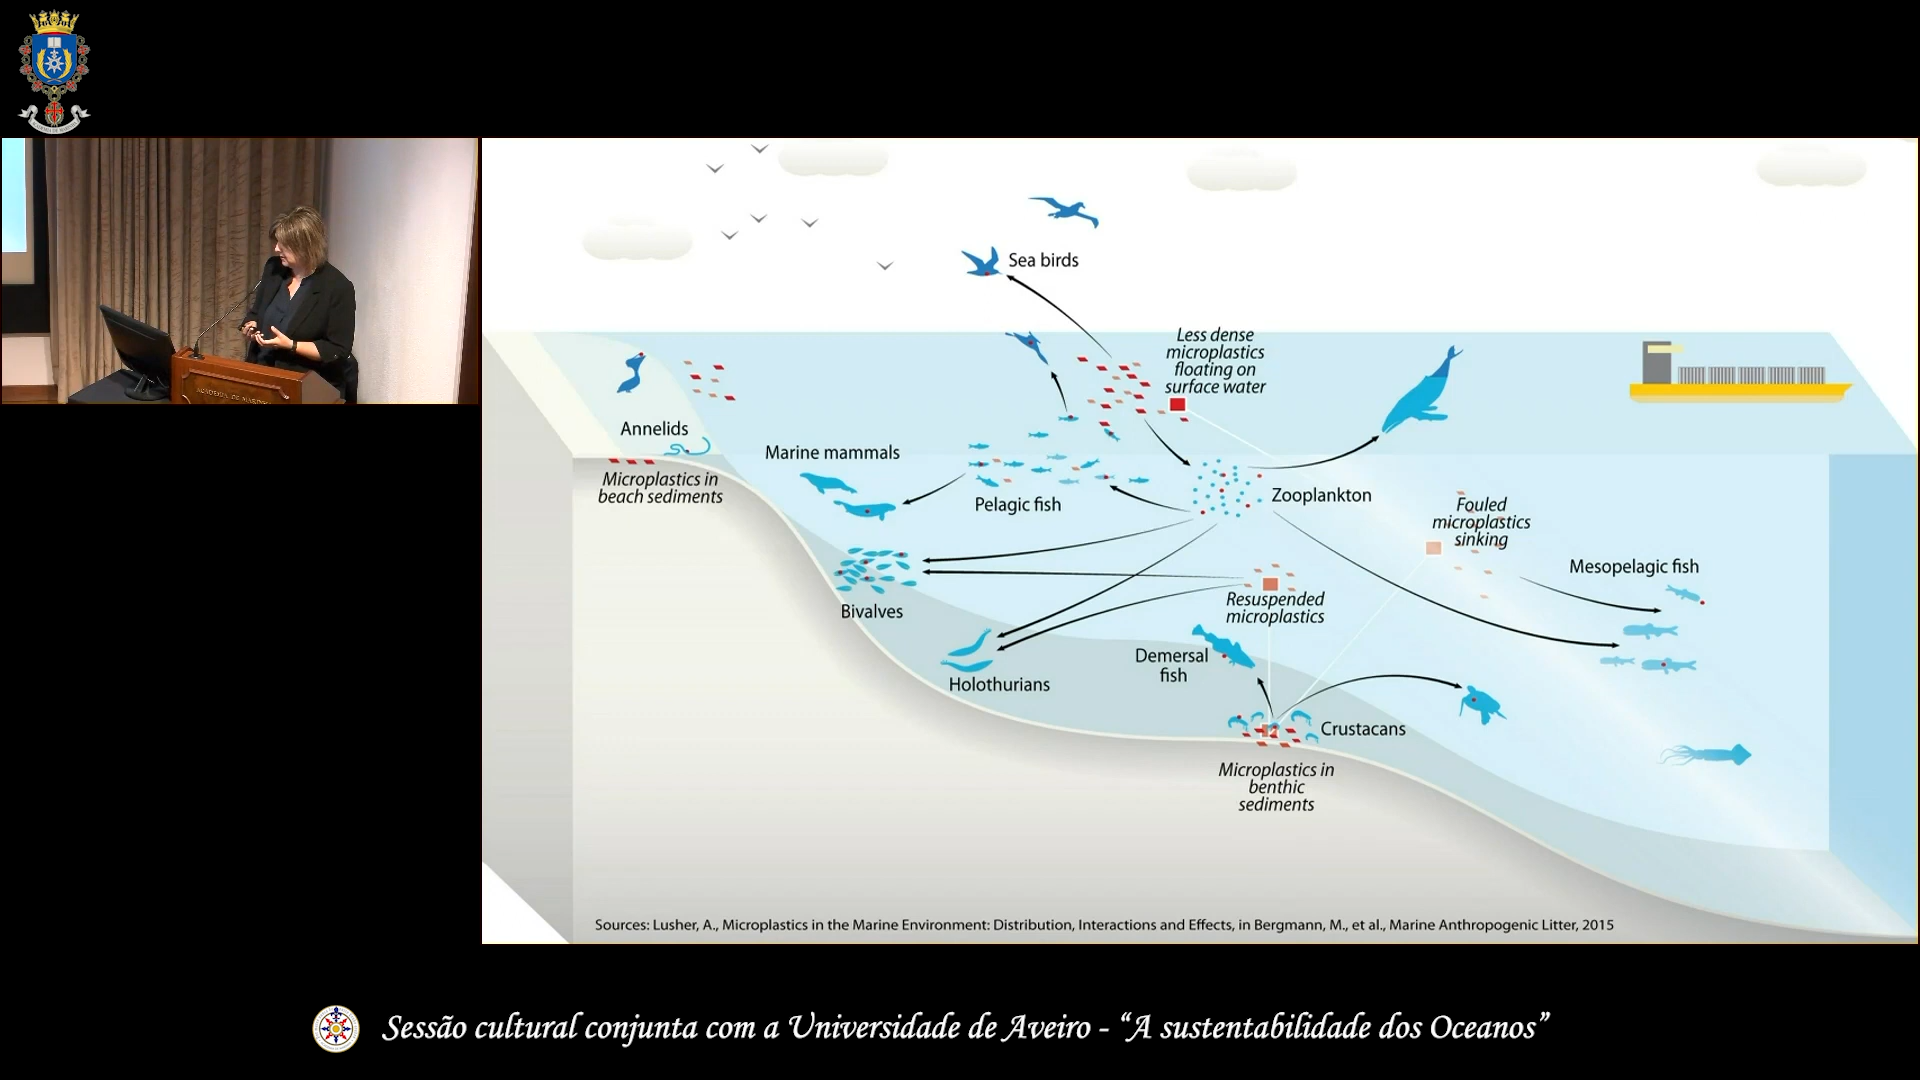 ACADEMIA DE MARINHA
Sea birds
Less dense
microplastics
floating on
surface water
Annelids
Microplastics in
beach sediments
Marine mammals
Pelagic fish
Zooplankton
Fouled
microplastics
sinking
Mesopelagic fish
Bivalves
Resuspended
microplastics
Holothurians
Demersal
fish
Crustacans
Microplastics in
benthic
sediments
Sources: Lusher, A., Microplastics in the Marine Environment: Distribution, Interactions and Effects, in Bergmann, M., et al., Marine Anthropogenic Litter, 2015
Sessão cultural conjunta com a Universidade de Aveiro - “A sustentabilidade dos Oceanos”